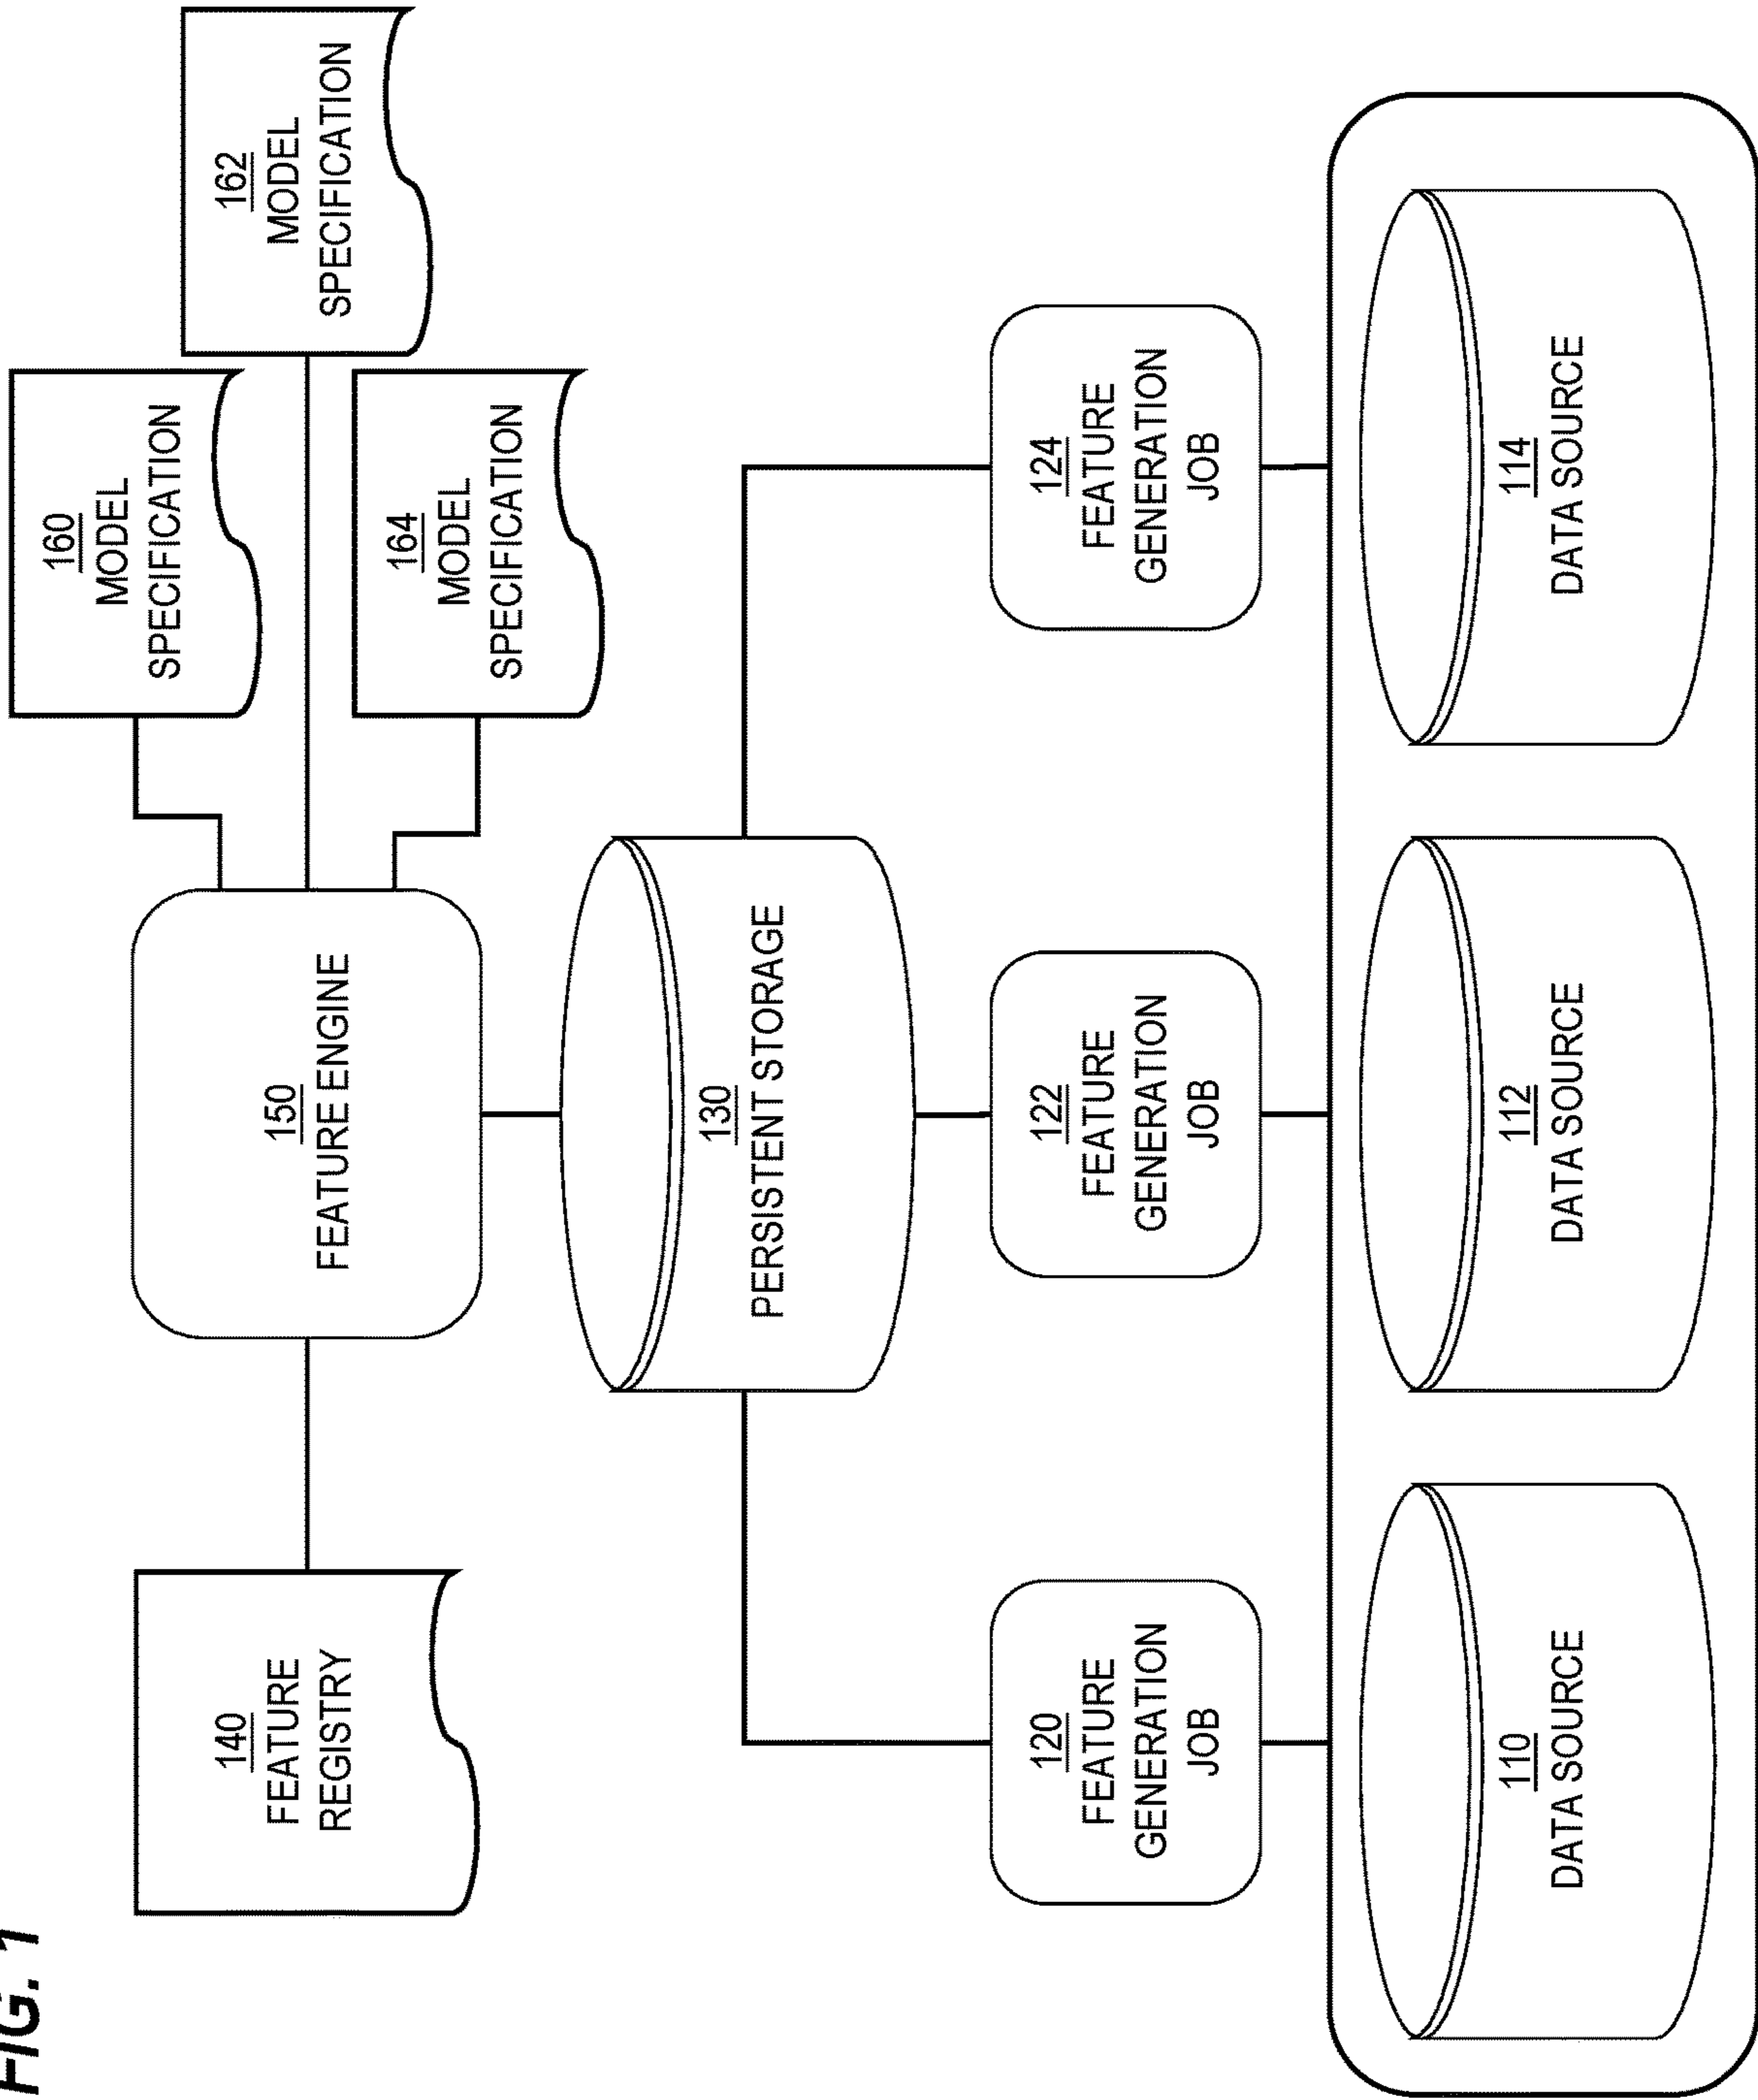 FIG. 1
140
FEATURE
REGISTRY
150
FEATURE ENGINE
160
MODEL
SPECIFICATION
162
MODEL
SPECIFICATION
164
MODEL
SPECIFICATION
130
PERSISTENT STORAGE
120
FEATURE
GENERATION
JOB
122
FEATURE
GENERATION
JOB
124
FEATURE
GENERATION
JOB
110
DATA SOURCE
112
DATA SOURCE
114
DATA SOURCE